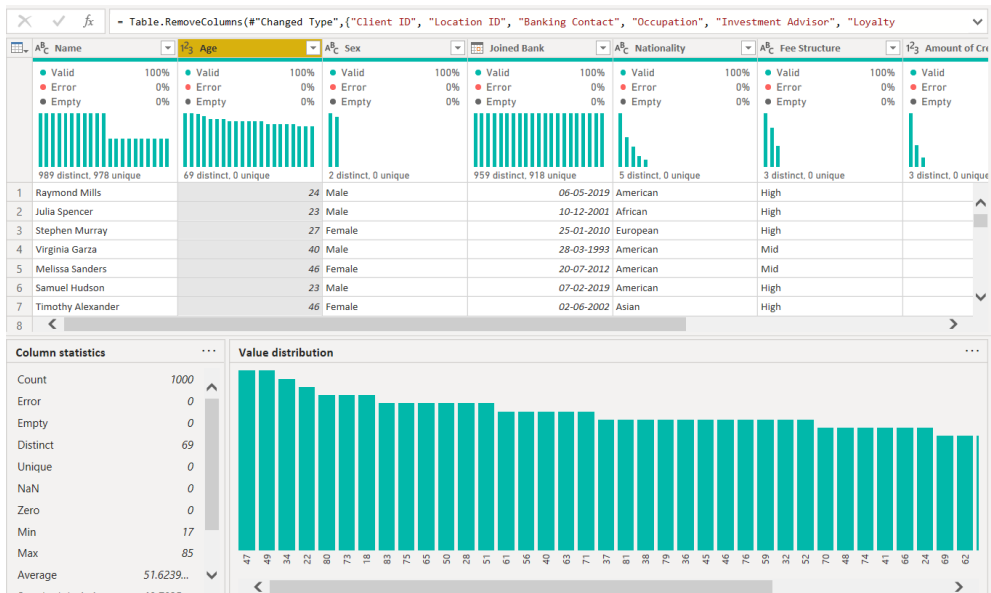 fx = Table.RemoveColumns(#"Changed Type",{"Client ID", "Location ID", "Banking Contact", "Occupation", "Investment Advisor", "Loyalty
ABC Name 123 Age ABC Sex Joined Bank ABC Nationality ABC Fee Structure 123 Amount of Cre
Valid 100% Valid 100% Valid 100% Valid 100% Valid 100% Valid 100% Valid
Error 0% Error 0% Error 0% Error 0% Error 0% Error 0% Error
Empty 0% Empty 0% Empty 0% Empty 0% Empty 0% Empty 0% Empty
989 distinct, 978 unique 69 distinct, 0 unique 2 distinct, 0 unique 959 distinct, 918 unique 5 distinct, 0 unique 3 distinct, 0 unique 3 distinct, 0 unique
1 Raymond Mills 24 Male 06-05-2019 American High
2 Julia Spencer 23 Male 10-12-2001 African High
3 Stephen Murray 27 Female 25-01-2010 European High
4 Virginia Garza 40 Male 28-03-1993 American Mid
5 Melissa Sanders 46 Female 20-07-2012 American Mid
6 Samuel Hudson 23 Male 07-02-2019 American High
7 Timothy Alexander 46 Female 02-06-2002 Asian High
8
Column statistics ...
Count 1000
Error 0
Empty 0
Distinct 69
Unique 0
NaN 0
Zero 0
Min 17
Max 85
Average 51.6239...
Value distribution ...
47 49 34 22 80 73 18 83 75 65 50 28 51 61 56 40 63 71 37 81 38 79 36 45 46 76 59 32 52 70 48 74 41 66 24 69 62